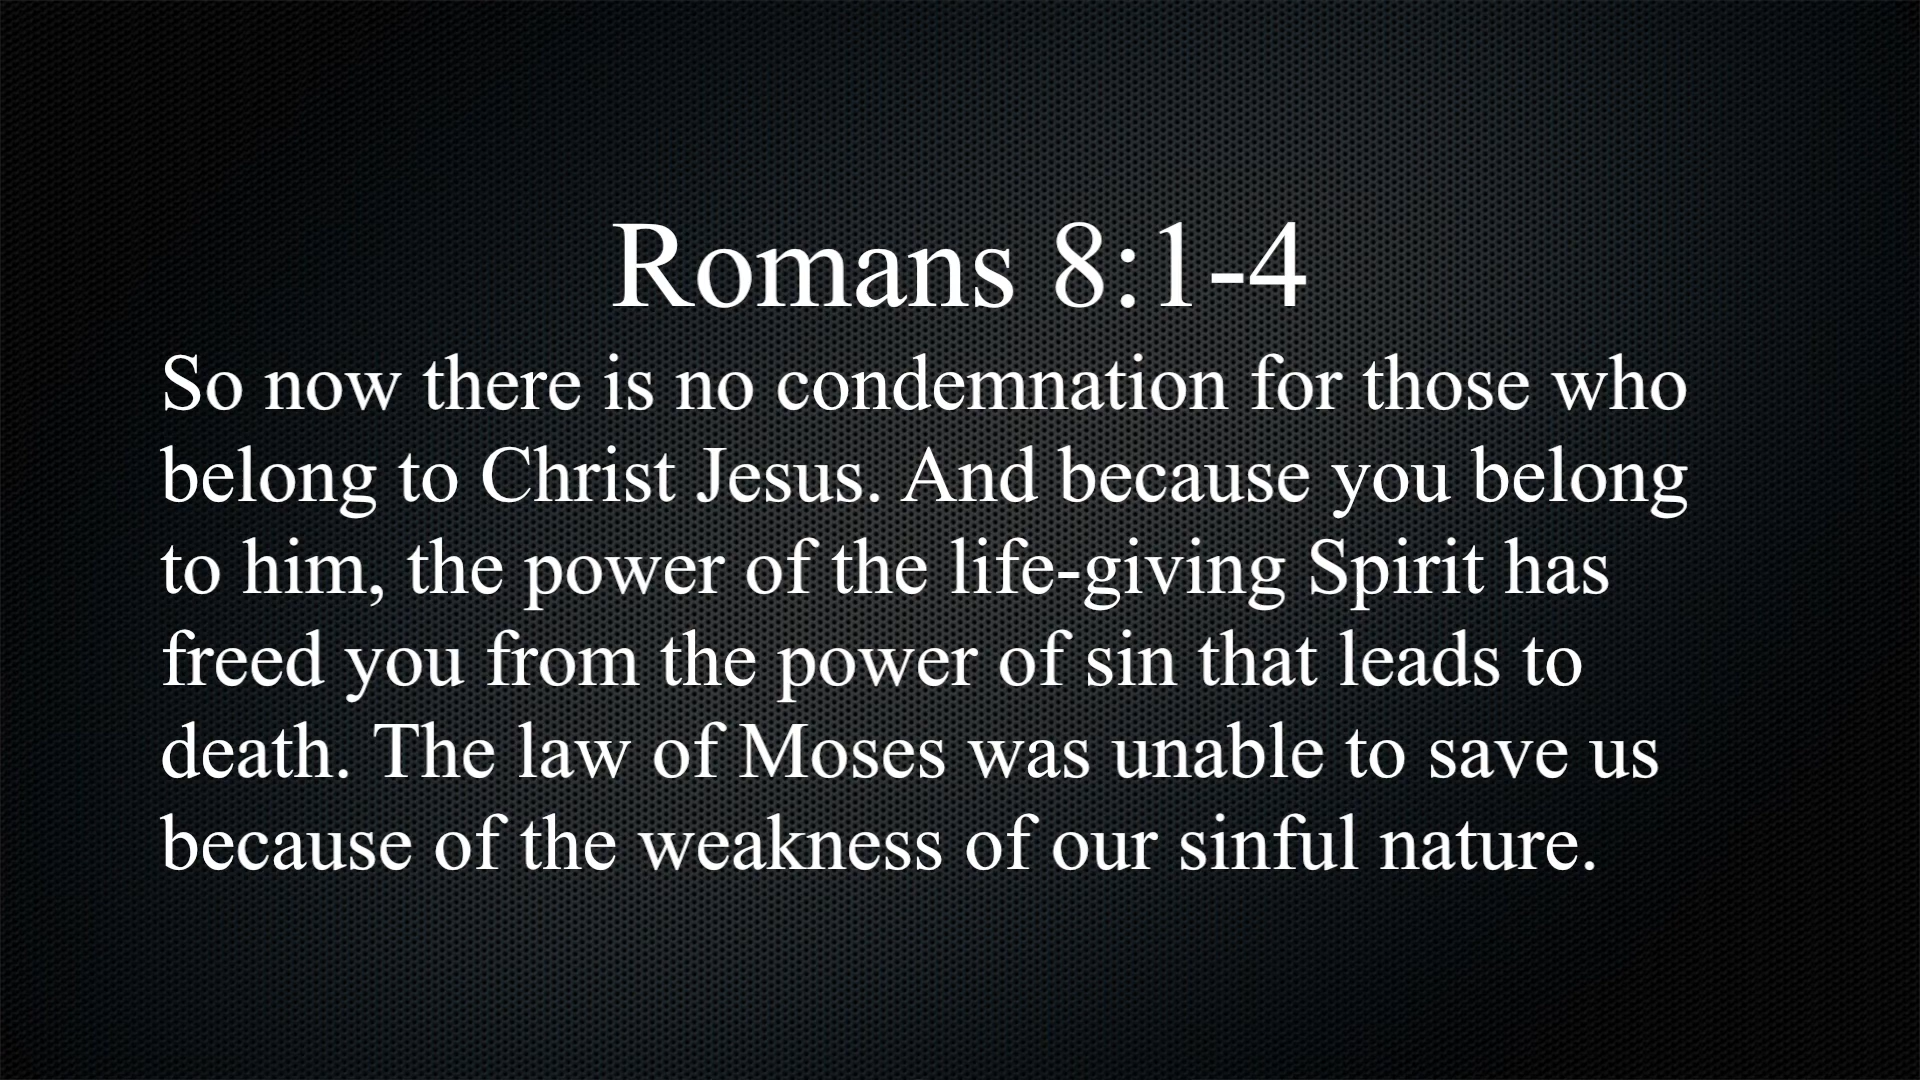 Romans 8:1-4
So now there is no condemnation for those who
belong to Christ Jesus. And because you belong
to him, the power of the life-giving Spirit has
freed you from the power of sin that leads to
death. The law of Moses was unable to save us
because of the weakness of our sinful nature.